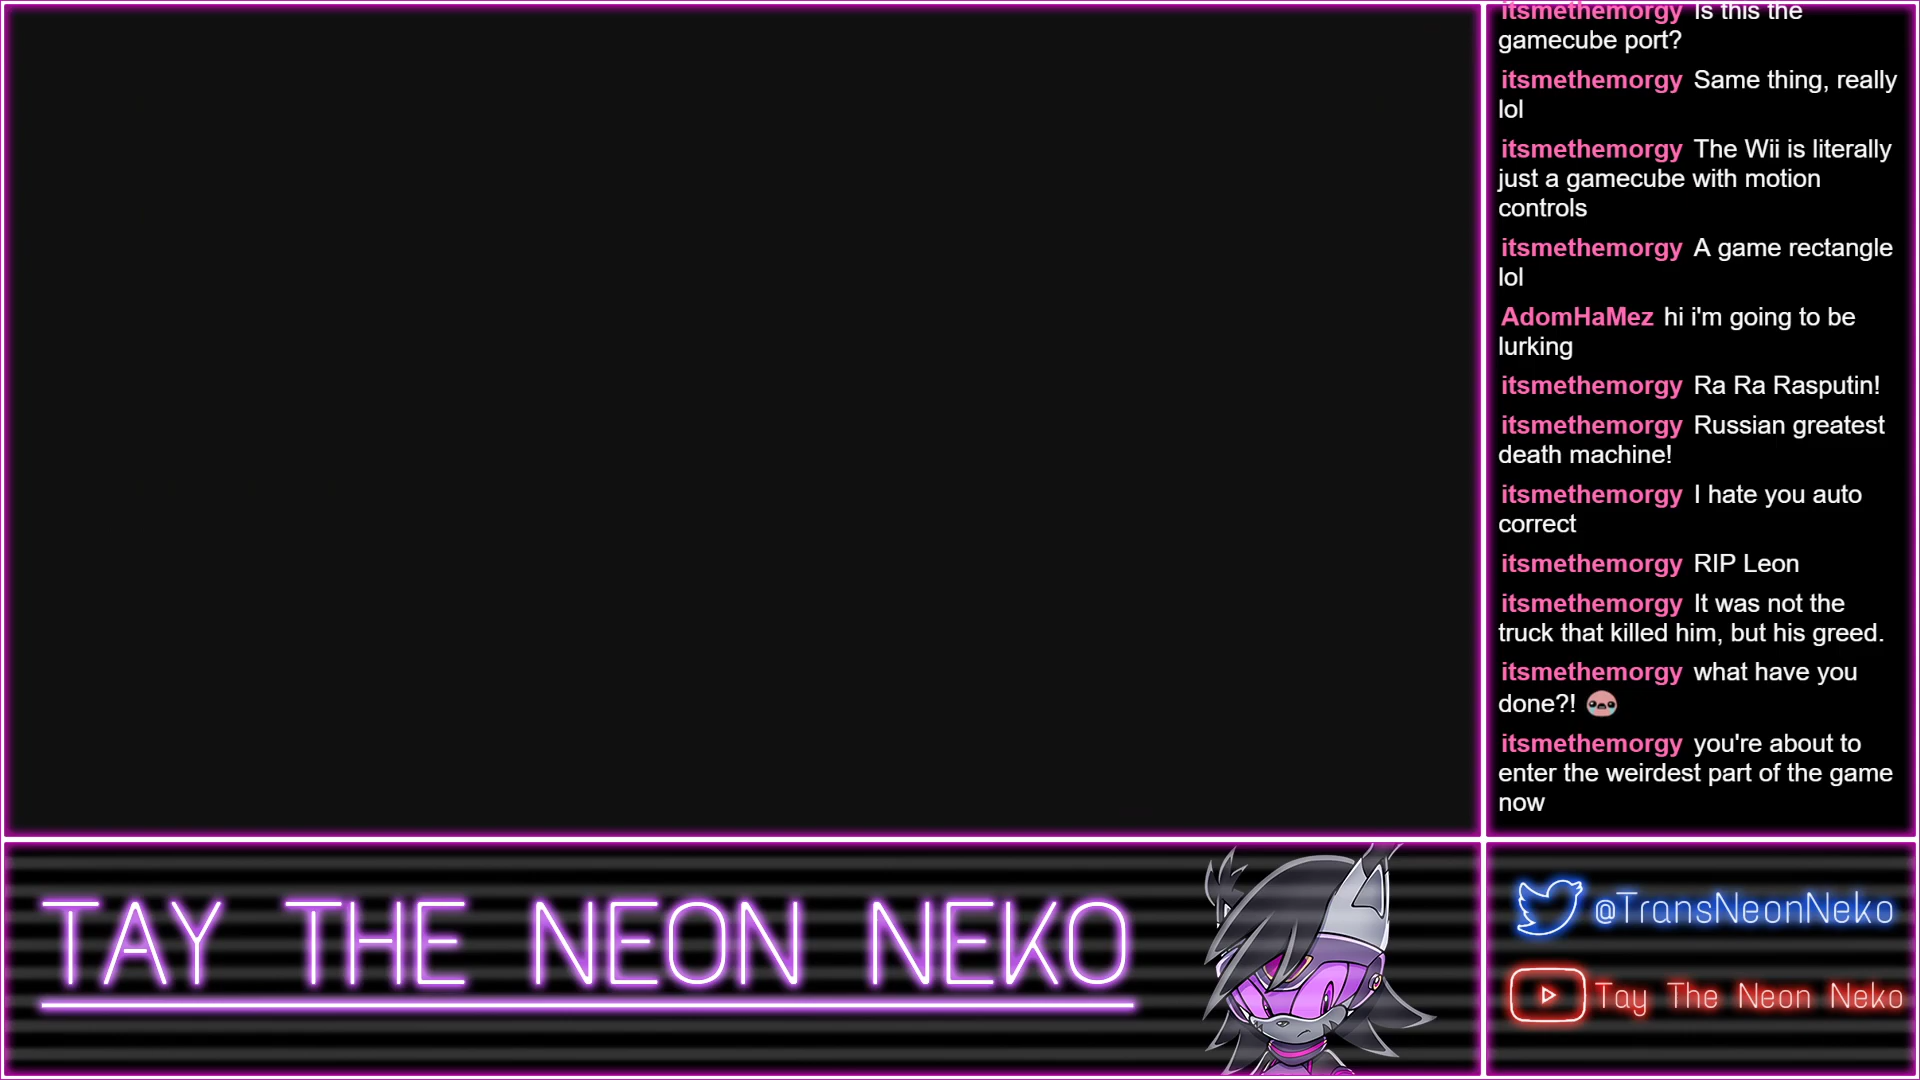 itsmethemorgy Is this the
gamecube port?
itsmethemorgy Same thing, really
lol
itsmethemorgy The Wii is literally
just a gamecube with motion
controls
itsmethemorgy A game rectangle
lol
AdomHaMez hi i'm going to be
lurking
itsmethemorgy Ra Ra Rasputin!
itsmethemorgy Russian greatest
death machine!
itsmethemorgy I hate you auto
correct
itsmethemorgy RIP Leon
itsmethemorgy It was not the
truck that killed him, but his greed.
itsmethemorgy what have you
done?!
itsmethemorgy you're about to
enter the weirdest part of the game
now
TAY THE NEON NEKO
@TransNeonNeko
Tay The Neon Neko